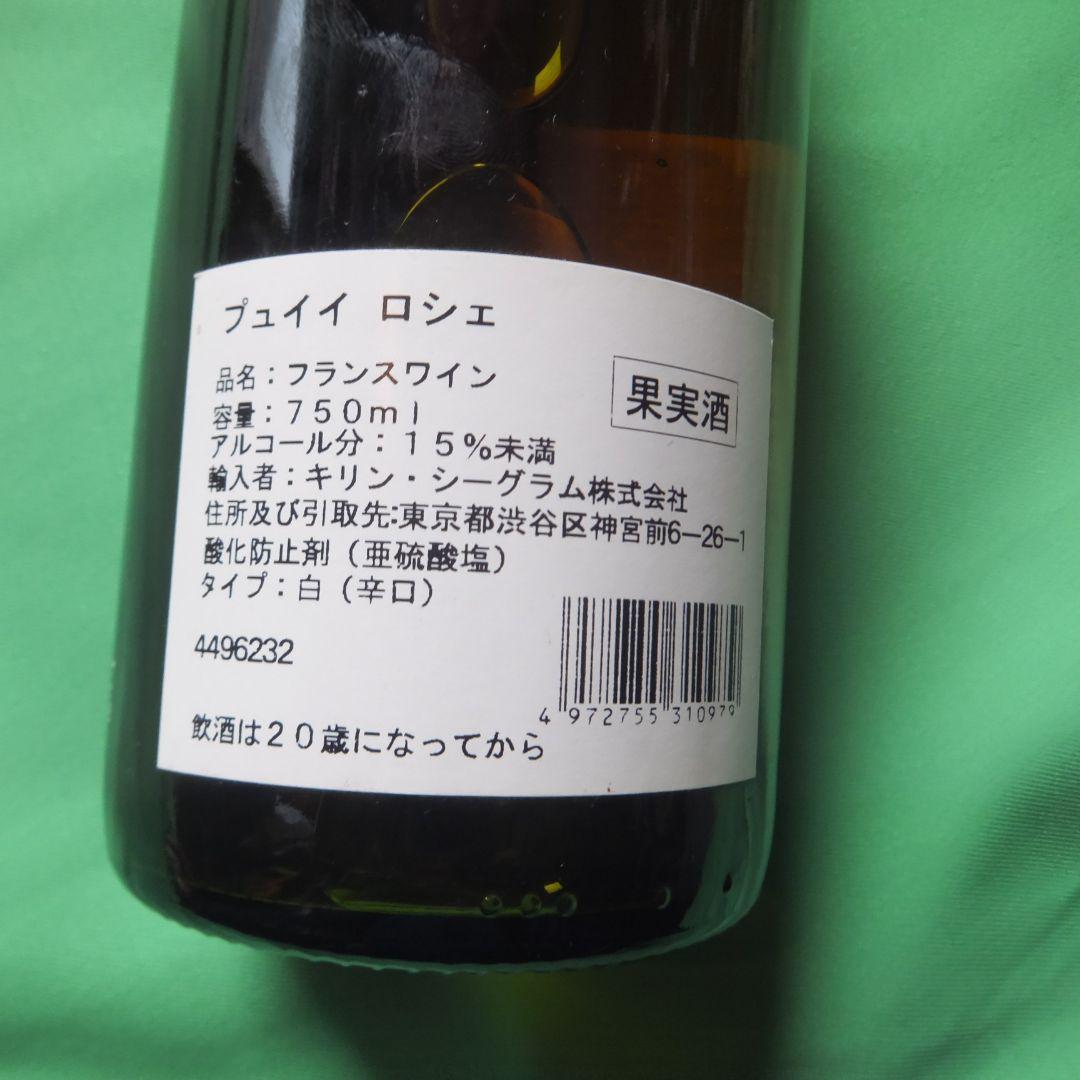 プュイイ ロシェ
果実酒
品名：フランスワイン
容量：７５０ｍｌ
アルコール分：１５％未満
輸入者：キリン・シーグラム株式会社
住所及び引取先:東京都渋谷区神宮前6－26－1
酸化防止剤（亜硫酸塩）
タイプ：白（辛口）
4496232
4 972755 310979
飲酒は２０歳になってから